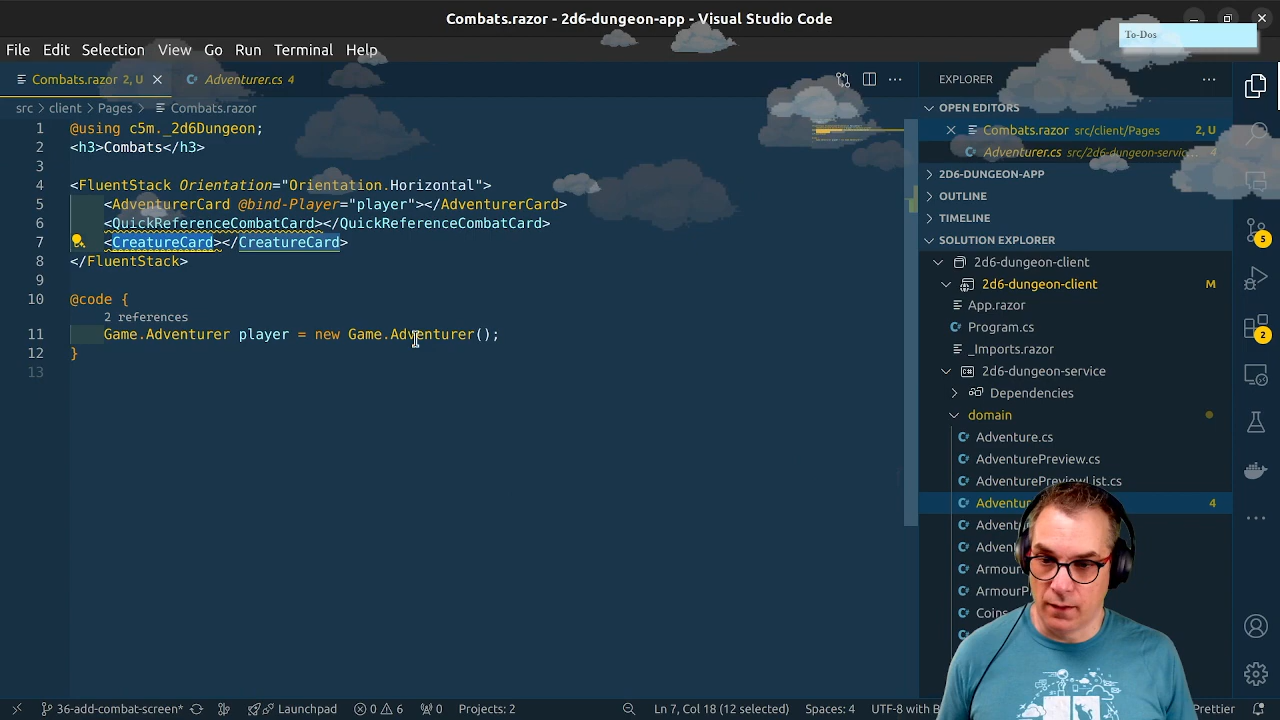 Combats.razor - 2d6-dungeon-app - Visual Studio Code
To-Dos
File Edit Selection View Go Run Terminal Help
Combats.razor 2, U
Adventurer.cs 4
src > client > Pages > Combats.razor
1 @using c5m._2d6Dungeon;
2 <h3>Combats</h3>
3
4 <FluentStack Orientation="Orientation.Horizontal">
5 <AdventurerCard @bind-Player="player"></AdventurerCard>
6 <QuickReferenceCombatCard></QuickReferenceCombatCard>
7 <CreatureCard></CreatureCard>
8 </FluentStack>
9
10 @code {
2 references
11 Game.Adventurer player = new Game.Adventurer();
12 }
13
EXPLORER
OPEN EDITORS
Combats.razor src/client/Pages 2, U
Adventurer.cs src/2d6-dungeon-servic... 4
2D6-DUNGEON-APP
OUTLINE
TIMELINE
SOLUTION EXPLORER
2d6-dungeon-client
2d6-dungeon-client M
App.razor
Program.cs
_Imports.razor
2d6-dungeon-service
Dependencies
domain
Adventure.cs
AdventurePreview.cs
AdventurePreviewList.cs
4
5
2
36-add-combat-screen*
Launchpad
0
6
0
Projects: 2
Ln 7, Col 18 (12 selected)
Spaces: 4
UTF-8 with B
Prettier